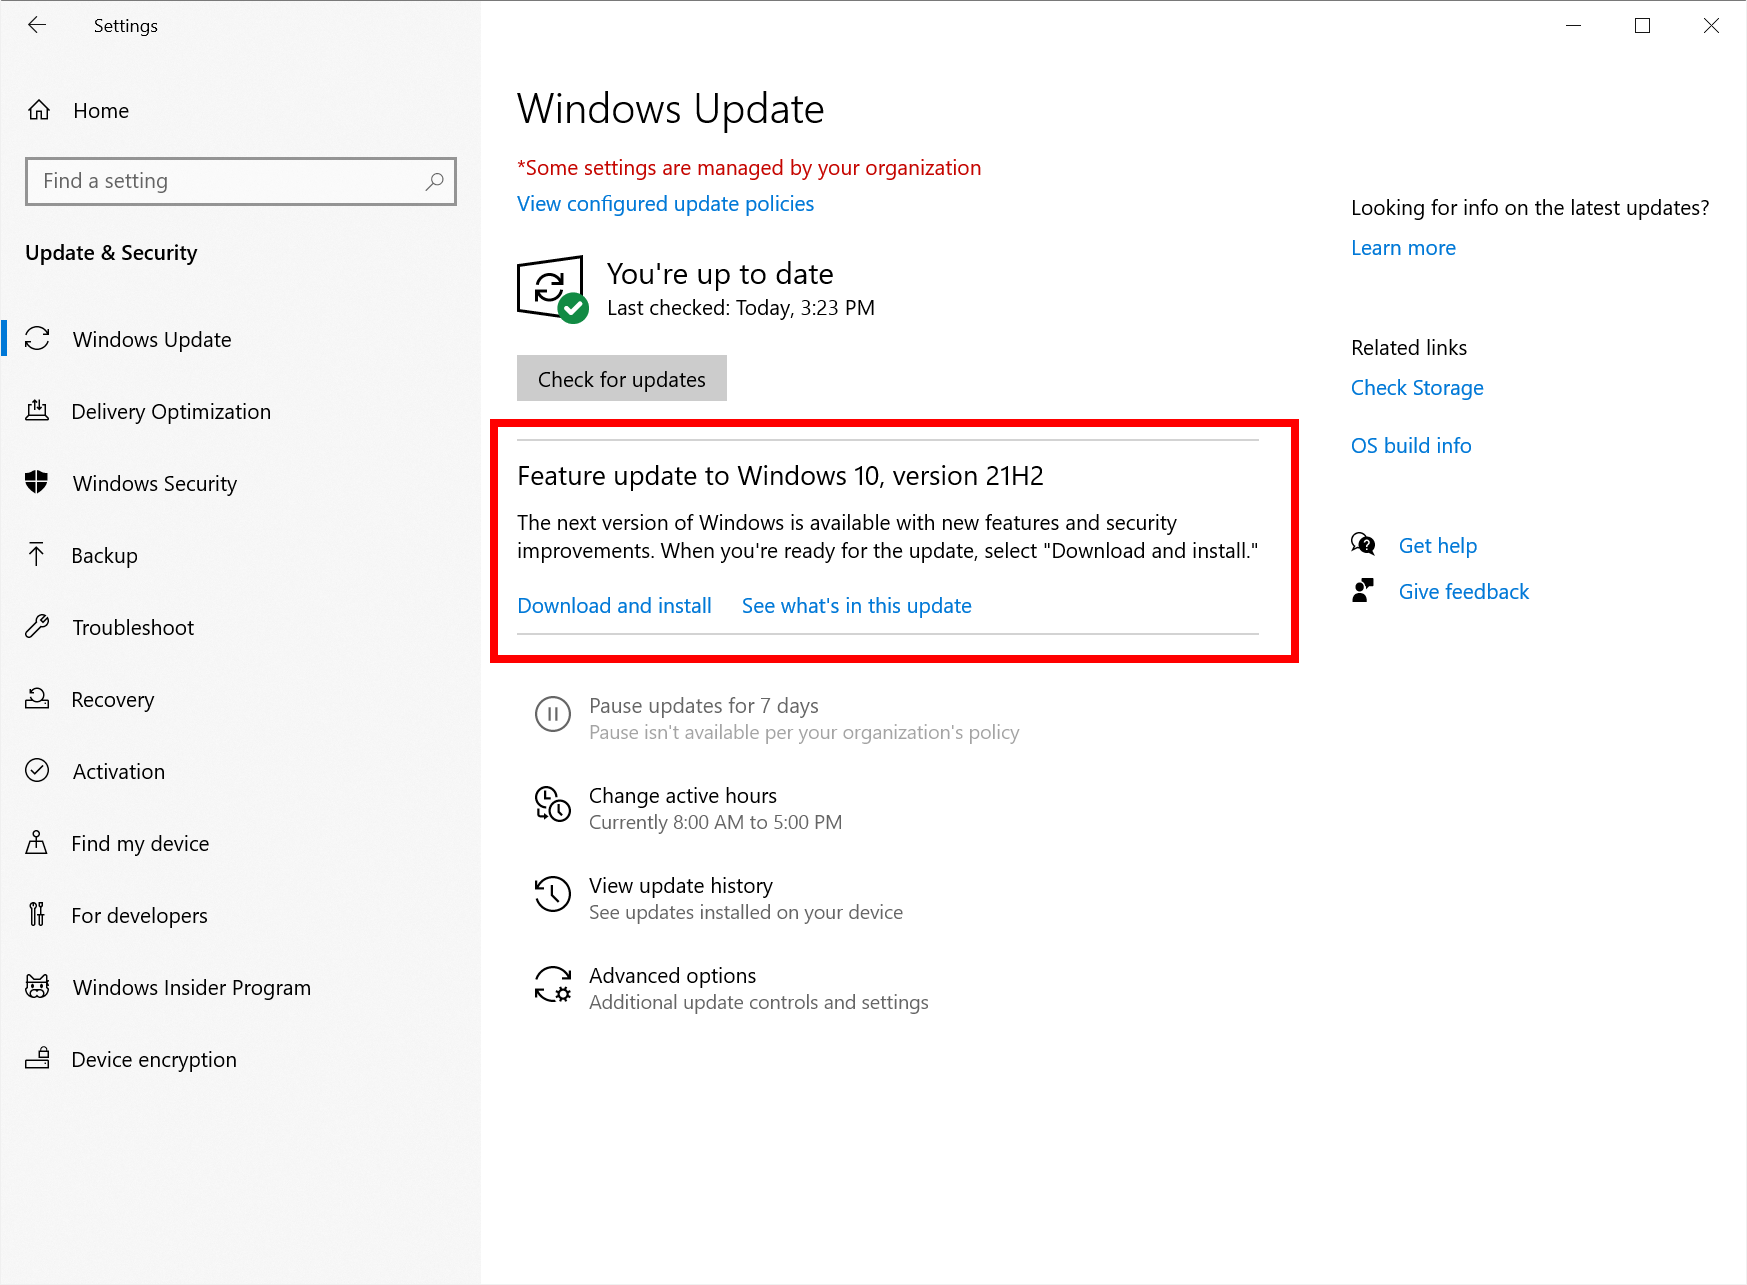 Settings
Home
Find a setting
Update & Security
Windows Update
Delivery Optimization
Windows Security
Backup
Troubleshoot
Recovery
Activation
Find my device
For developers
Windows Insider Program
Device encryption
Windows Update
*Some settings are managed by your organization
View configured update policies
You're up to date
Last checked: Today, 3:23 PM
Check for updates
Feature update to Windows 10, version 21H2
The next version of Windows is available with new features and security
improvements. When you're ready for the update, select "Download and install."
Download and install See what's in this update
Pause updates for 7 days
Pause isn't available per your organization's policy
Change active hours
Currently 8:00 AM to 5:00 PM
View update history
See updates installed on your device
Advanced options
Additional update controls and settings
Looking for info on the latest updates?
Learn more
Related links
Check Storage
OS build info
Get help
Give feedback